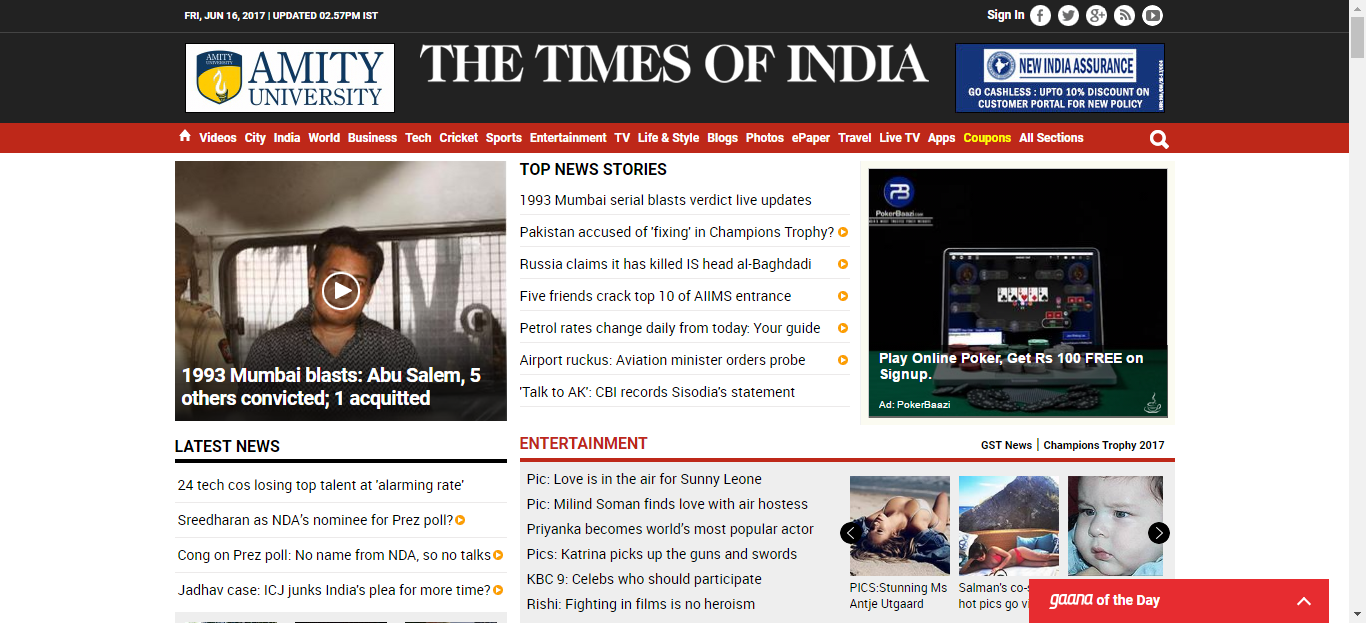 FRI, JUN 16, 2017 | UPDATED 02.57PM IST
Sign In
AMITY
UNIVERSITY
AMITY
UNIVERSITY
THE TIMES OF INDIA
NEW INDIA ASSURANCE
GO CASHLESS : UPTO 10% DISCOUNT ON
CUSTOMER PORTAL FOR NEW POLICY
Videos City India World Business Tech Cricket Sports Entertainment TV Life & Style Blogs Photos ePaper Travel Live TV Apps Coupons All Sections
1993 Mumbai blasts: Abu Salem, 5
others convicted; 1 acquitted
TOP NEWS STORIES
1993 Mumbai serial blasts verdict live updates
Pakistan accused of 'fixing' in Champions Trophy?
Russia claims it has killed IS head al-Baghdadi
Five friends crack top 10 of AIIMS entrance
Petrol rates change daily from today: Your guide
Airport ruckus: Aviation minister orders probe
'Talk to AK': CBI records Sisodia's statement
PokerBaazi.com
Play Online Poker, Get Rs 100 FREE on
Signup.
Ad: PokerBaazi
LATEST NEWS
24 tech cos losing top talent at 'alarming rate'
Sreedharan as NDA's nominee for Prez poll?
Cong on Prez poll: No name from NDA, so no talks
Jadhav case: ICJ junks India's plea for more time?
ENTERTAINMENT
GST News | Champions Trophy 2017
Pic: Love is in the air for Sunny Leone
Pic: Milind Soman finds love with air hostess
Priyanka becomes world's most popular actor
Pics: Katrina picks up the guns and swords
KBC 9: Celebs who should participate
Rishi: Fighting in films is no heroism
PICS:Stunning Ms
Antje Utgaard
Salman's co-
hot pics go vi
gaana of the Day